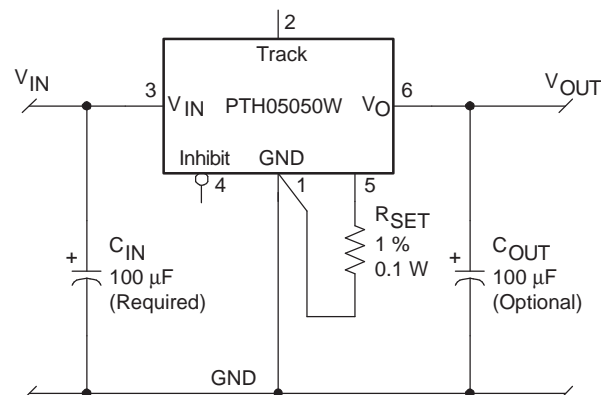 2
Track
VIN
3
VIN
PTH05050W
VO
6
VOUT
Inhibit
GND
4
1
5
RSET
1 %
0.1 W
+
CIN
100 μF
(Required)
+
COUT
100 μF
(Optional)
GND